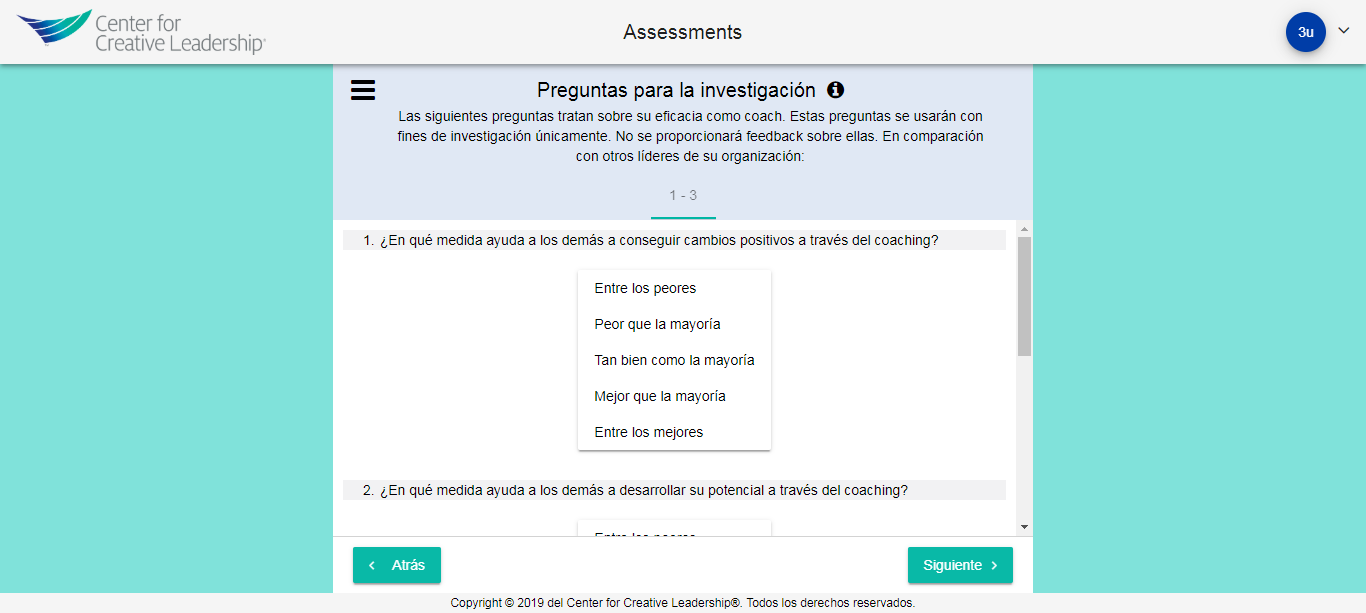 Center for
Creative Leadership®
Assessments
3u
Preguntas para la investigación
Las siguientes preguntas tratan sobre su eficacia como coach. Estas preguntas se usarán con
fines de investigación únicamente. No se proporcionará feedback sobre ellas. En comparación
con otros líderes de su organización:
1 - 3
1. ¿En qué medida ayuda a los demás a conseguir cambios positivos a través del coaching?
Entre los peores
Peor que la mayoría
Tan bien como la mayoría
Mejor que la mayoría
Entre los mejores
2. ¿En qué medida ayuda a los demás a desarrollar su potencial a través del coaching?
Entre los peores
Atrás
Siguiente
Copyright © 2019 del Center for Creative Leadership®. Todos los derechos reservados.